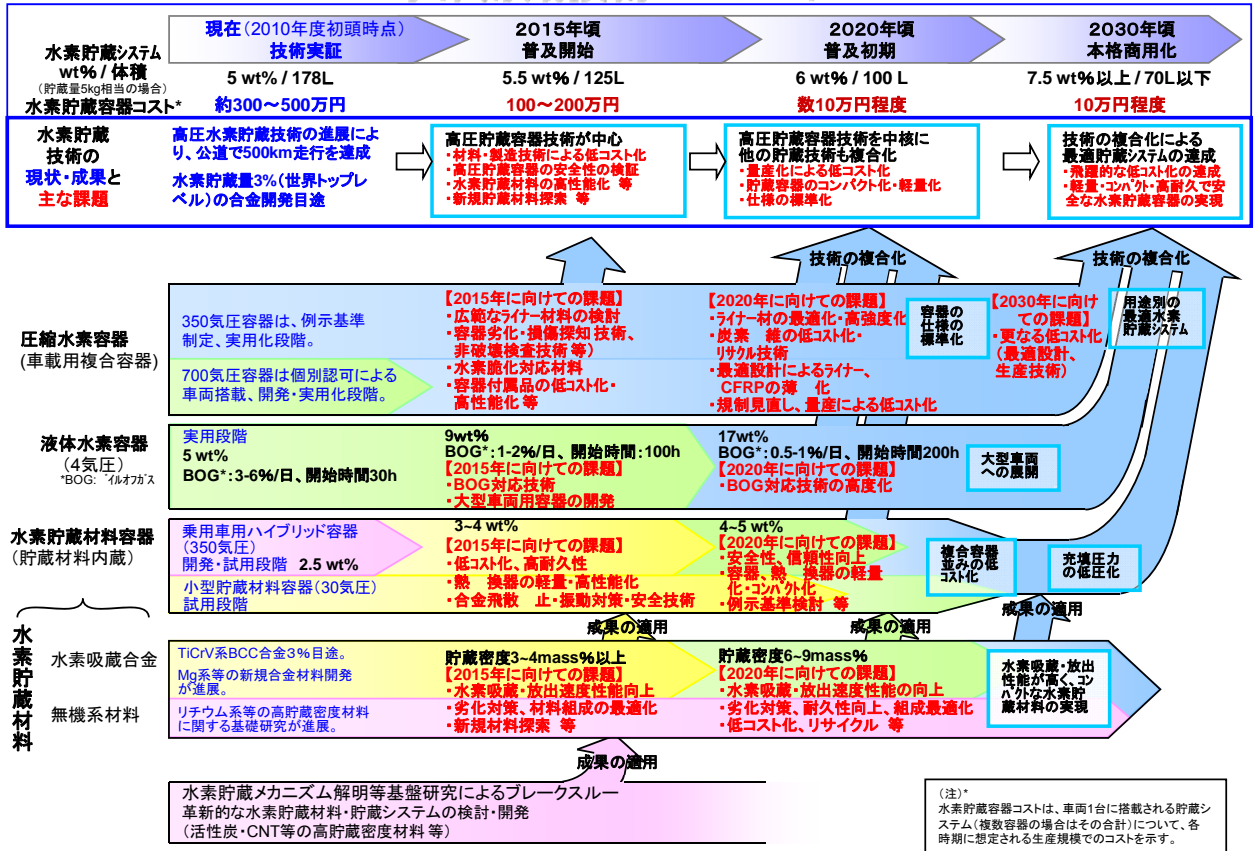 現在(2010年度初頭時点)
技術実証
2015年頃
普及開始
2020年頃
普及初期
2030年頃
本格商用化
水素貯蔵システム
wt%/体積
(貯蔵量5kg相当の場合)
5 wt% / 178L
5.5 wt% / 125L
6 wt% / 100 L
7.5 wt%以上 / 70L以下
水素貯蔵容器コスト*
約300~500万円
100~200万円
数10万円程度
10万円程度
水素貯蔵
技術の
現状・成果と
主な課題
高圧水素貯蔵技術の進展によ
り、公道で500km走行を達成
水素貯蔵量3%(世界トップレ
ベル)の合金開発目途
高圧貯蔵容器技術が中心
・材料・製造技術による低コスト化
・高圧貯蔵容器の安全性の検証
・水素貯蔵材料の高性能化 等
・新規貯蔵材料探索 等
高圧貯蔵容器技術を中核に
他の貯蔵技術も複合化
・量産化による低コスト化
・貯蔵容器のコンパクト化・軽量化
・仕様の標準化
技術の複合化による
最適貯蔵システムの達成
・飛躍的な低コスト化の達成
・軽量・コンパクト・高耐久で安
全な水素貯蔵容器の実現
技術の複合化
技術の複合化
圧縮水素容器
(車載用複合容器)
350気圧容器は、例示基準
制定、実用化段階。
700気圧容器は個別認可による
車両搭載、開発・実用化段階。
【2015年に向けての課題】
・広範なライナー材料の検討
・容器劣化・損傷探知技術、
非破壊検査技術 等)
・水素脆化対応材料
・容器付属品の低コスト化・
高性能化 等
【2020年に向けての課題】
・ライナー材の最適化・高強度化
・炭素 維の低コスト化・
リサクル技術
・最適設計によるライナー、
CFRPの薄 化
・規制見直し、量産による低コスト化
容器の
仕様の
標準化
【2030年に向け
ての課題】
・更なる低コスト化
(最適設計、
生産技術)
用途別の
最適水素
貯蔵システム
液体水素容器
(4気圧)
*BOG: ゛イルオフガス
実用段階
5 wt%
BOG*:3-6%/日、開始時間30h
9wt%
BOG*:1-2%/日、開始時間:100h
【2015年に向けての課題】
・BOG対応技術
・大型車両用容器の開発
17wt%
BOG*:0.5-1%/日、開始時間200h
【2020年に向けての課題】
・BOG対応技術の高度化
大型車両
への展開
水素貯蔵材料容器
(貯蔵材料内蔵)
乗用車用ハイブリッド容器
(350気圧)
開発・試用段階 2.5 wt%
小型貯蔵材料容器(30気圧)
試用段階
3~4 wt%
【2015年に向けての課題】
・低コスト化、高耐久性
・熱 換器の軽量・高性能化
・合金飛散 止・振動対策・安全技術
4~5 wt%
【2020年に向けての課題】
・安全性、信頼性向上
・容器、熱 換器の軽量
化・コンパクト化
・例示基準検討 等
複合容器
並みの低
コスト化
充填圧力
の低圧化
成果の適用
成果の適用
成果の適用
水素貯蔵材料
水素吸蔵合金
無機系材料
TiCrV系BCC合金3%目途。
Mg系等の新規合金材料開発
が進展。
リチウム系等の高貯蔵密度材料
に関する基礎研究が進展。
貯蔵密度3~4mass%以上
【2015年に向けての課題】
・水素吸蔵・放出速度性能向上
・劣化対策、材料組成の最適化
・新規材料探索 等
貯蔵密度6~9mass%
【2020年に向けての課題】
・水素吸蔵・放出速度性能の向上
・劣化対策、耐久性向上、組成最適化
・低コスト化、リサイクル 等
水素吸蔵・放出
性能が高く、コン
パクトな水素貯
蔵材料の実現
成果の適用
水素貯蔵メカニズム解明等基盤研究によるブレークスルー
革新的な水素貯蔵材料・貯蔵システムの検討・開発
(活性炭・CNT等の高貯蔵密度材料 等)
(注)*
水素貯蔵容器コストは、車両1台に搭載される貯蔵シ
ステム(複数容器の場合はその合計)について、各
時期に想定される生産規模でのコストを示す。